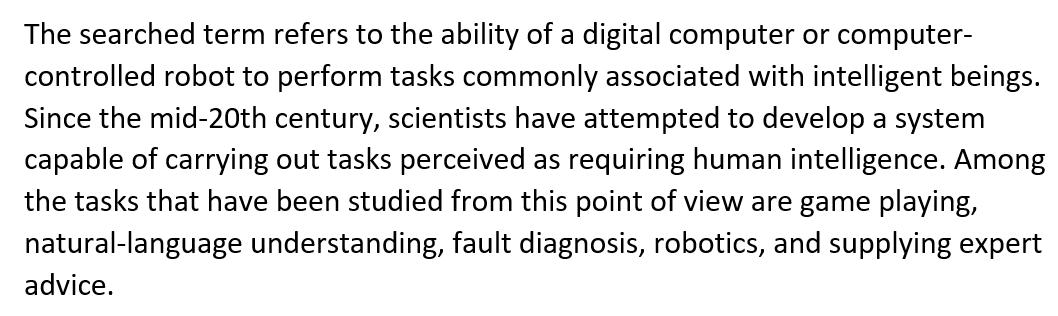 The searched term refers to the ability of a digital computer or computer-
controlled robot to perform tasks commonly associated with intelligent beings.
Since the mid-20th century, scientists have attempted to develop a system
capable of carrying out tasks perceived as requiring human intelligence. Among
the tasks that have been studied from this point of view are game playing,
natural-language understanding, fault diagnosis, robotics, and supplying expert
advice.